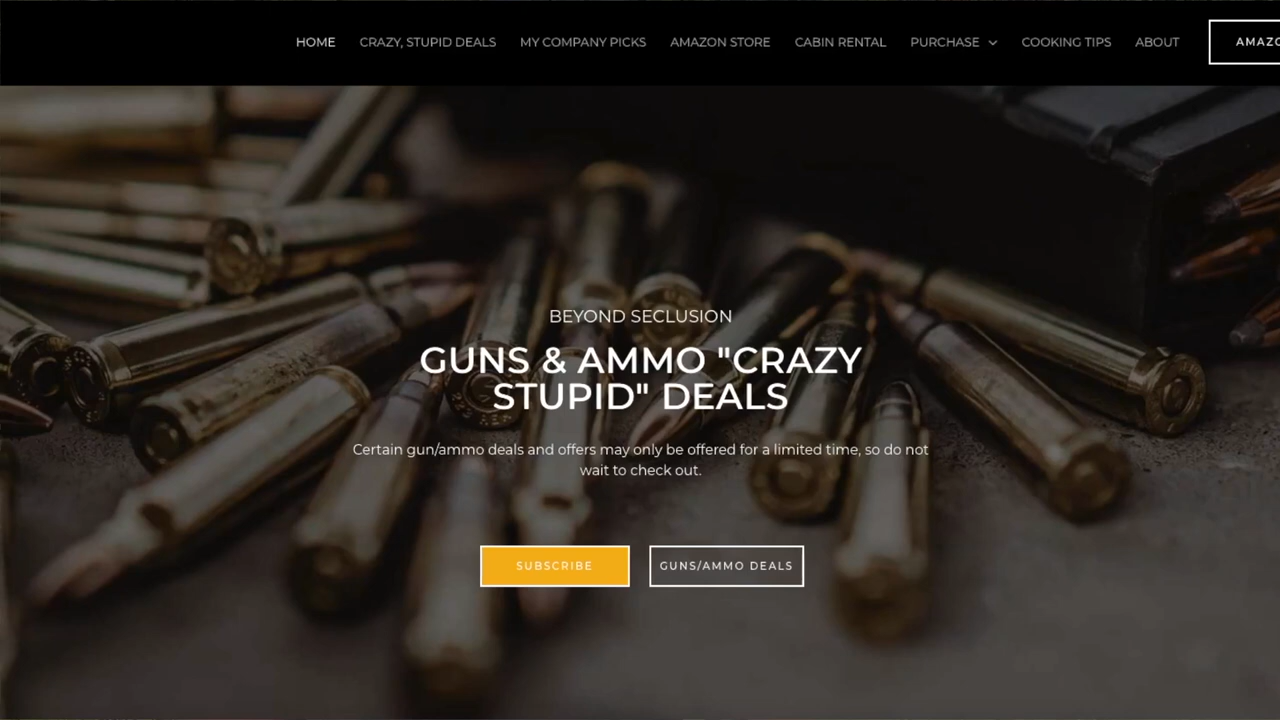 HOME CRAZY, STUPID DEALS MY COMPANY PICKS AMAZON STORE CABIN RENTAL PURCHASE COOKING TIPS ABOUT
BEYOND SECLUSION
GUNS & AMMO "CRAZY
STUPID" DEALS
Certain gun/ammo deals and offers may only be offered for a limited time, so do not
wait to check out.
SUBSCRIBE GUNS/AMMO DEALS